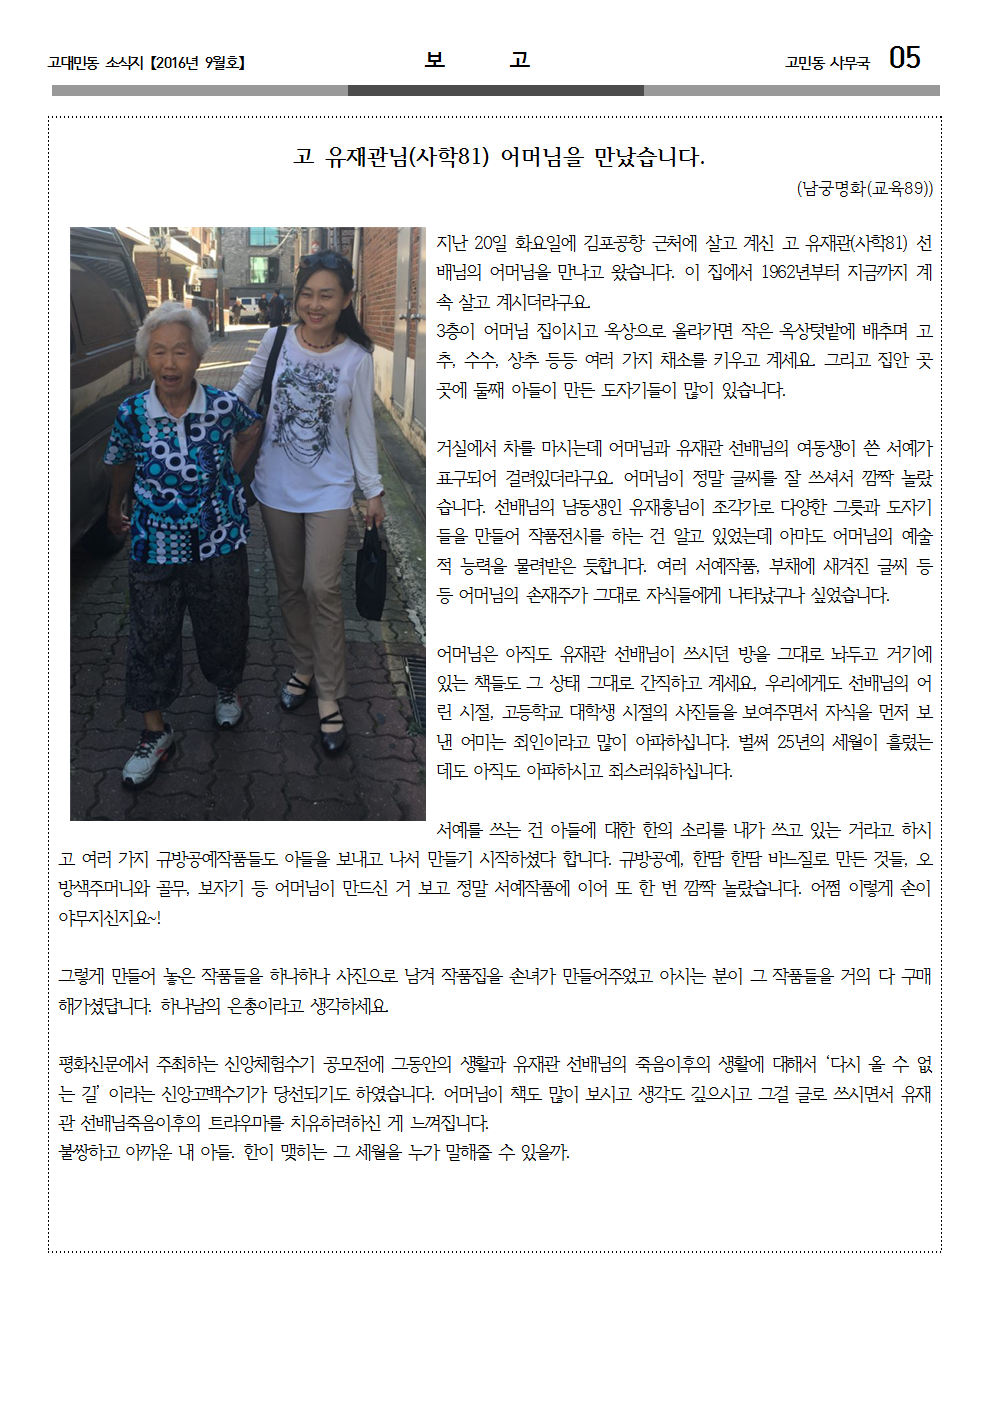 고대민동 소식지 【2016년 9월호】
보 고
고민동 사무국 05
고 유재관님(사학81) 어머님을 만났습니다.
(남궁명화(교육89))
지난 20일 화요일에 김포공항 근처에 살고 계신 고 유재관(사학81) 선
배님의 어머님을 만나고 왔습니다. 이 집에서 1962년부터 지금까지 계
속 살고 계시더라구요.
3층이 어머님 집이시고 옥상으로 올라가면 작은 옥상텃밭에 배추며 고
추, 수수, 상추 등등 여러 가지 채소를 키우고 계세요. 그리고 집안 곳
곳에 둘째 아들이 만든 도자기들이 많이 있습니다.
거실에서 차를 마시는데 어머님과 유재관 선배님의 여동생이 쓴 서예가
표구되어 걸려있더라구요. 어머님이 정말 글씨를 잘 쓰셔서 깜짝 놀랐
습니다. 선배님의 남동생인 유재흥님이 조각가로 다양한 그릇과 도자기
들을 만들어 작품전시를 하는 건 알고 있었는데 아마도 어머님의 예술
적 능력을 물려받은 듯합니다. 여러 서예작품, 부채에 새겨진 글씨 등
등 어머님의 손재주가 그대로 자식들에게 나타났구나 싶었습니다.
어머님은 아직도 유재관 선배님이 쓰시던 방을 그대로 놔두고 거기에
있는 책들도 그 상태 그대로 간직하고 계세요. 우리에게도 선배님의 어
린 시절, 고등학교 대학생 시절의 사진들을 보여주면서 자식을 먼저 보
낸 어미는 죄인이라고 많이 아파하십니다. 벌써 25년의 세월이 흘렀는
데도 아직도 아파하시고 죄스러워하십니다.
서예를 쓰는 건 아들에 대한 한의 소리를 내가 쓰고 있는 거라고 하시
고 여러 가지 규방공예작품들도 아들을 보내고 나서 만들기 시작하셨다 합니다. 규방공예, 한땀 한땀 바느질로 만든 것들, 오
방색주머니와 골무, 보자기 등 어머님이 만드신 거 보고 정말 서예작품에 이어 또 한 번 깜짝 놀랐습니다. 어쩜 이렇게 손이
야무지신지요~!
그렇게 만들어 놓은 작품들을 하나하나 사진으로 남겨 작품집을 손녀가 만들어주었고 아시는 분이 그 작품들을 거의 다 구매
해가셨답니다. 하나님의 은총이라고 생각하세요.
평화신문에서 주최하는 신앙체험수기 공모전에 그동안의 생활과 유재관 선배님의 죽음이후의 생활에 대해서 ‘다시 올 수 없
는 길’ 이라는 신앙고백수기가 당선되기도 하였습니다. 어머님이 책도 많이 보시고 생각도 깊으시고 그걸 글로 쓰시면서 유재
관 선배님죽음이후의 트라우마를 치유하려하신 게 느껴집니다.
불쌍하고 아까운 내 아들. 한이 맺히는 그 세월을 누가 말해줄 수 있을까.